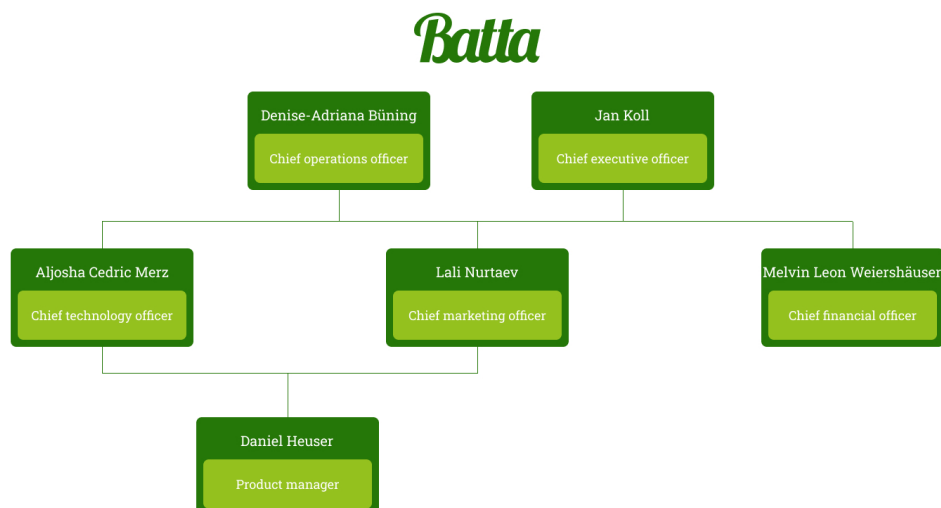 Batta
Denise-Adriana Büning
Chief operations officer
Jan Koll
Chief executive officer
Aljosha Cedric Merz
Chief technology officer
Lali Nurtaev
Chief marketing officer
Melvin Leon Weiershäuser
Chief financial officer
Daniel Heuser
Product manager